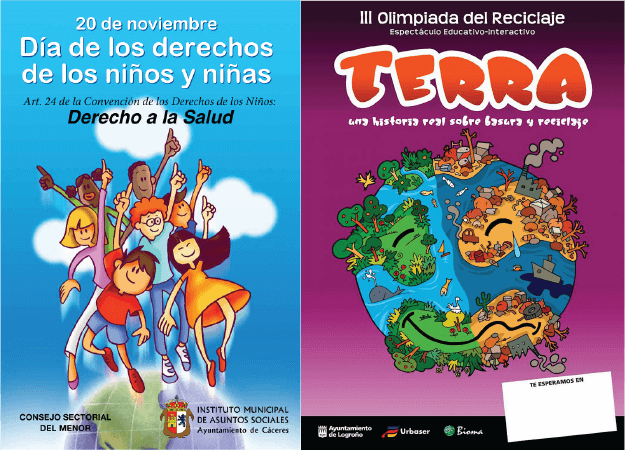 20 de noviembre
Día de los derechos
de los niños y niñas
Art. 24 de la Convención de los Derechos de los Niños:
Derecho a la Salud
CONSEJO SECTORIAL
DEL MENOR
INSTITUTO MUNICIPAL
DE ASUNTOS SOCIALES
Ayuntamiento de Cáceres
III Olimpiada del Reciclaje
Espectáculo Educativo-Interactivo
TERRA
una historia real sobre basura y reciclaje
TE ESPERAMOS EN
Ayuntamiento
de Logroño
Urbaser
Bioma